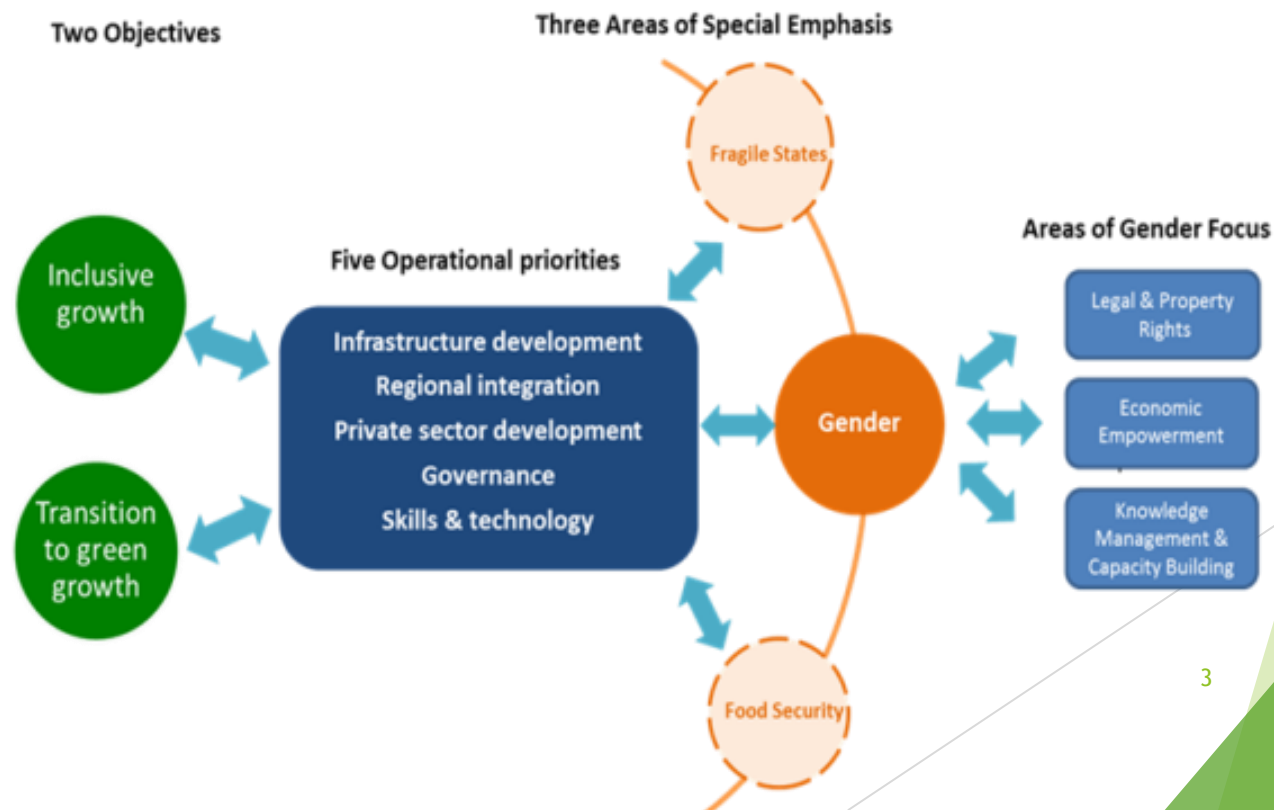 Two Objectives
Three Areas of Special Emphasis
Fragile States
Areas of Gender Focus
Five Operational priorities
Inclusive
growth
Transition
to green
growth
Infrastructure development
Regional integration
Private sector development
Governance
Skills & technology
Gender
Legal & Property
Rights
Economic
Empowerment
Knowledge
Management &
Capacity Building
Food Security
3